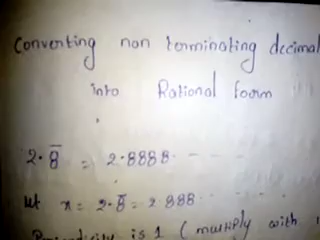 Converting non terminating decimal
into Rational form
2.8̅ = 2.8888 - - - - -
let x = 2.8̅ = 2.888 - - - - -
Periodicity is 1 (multiply with